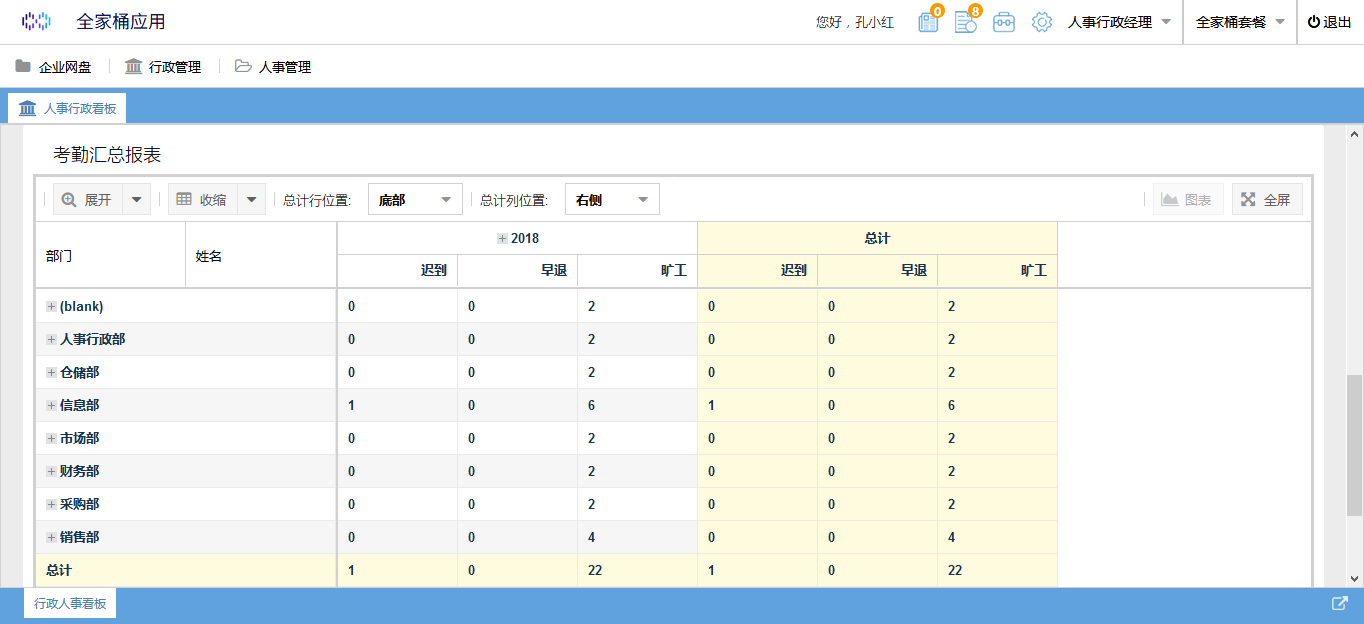 全家桶应用 您好，孔小红 0 8 人事行政经理 全家桶套餐 退出
企业网盘 行政管理 人事管理
人事行政看板
考勤汇总报表
展开 收缩 总计行位置: 底部 总计列位置: 右侧 图表 全屏
部门 姓名 2018 总计
迟到 早退 旷工 迟到 早退 旷工
(blank) 0 0 2 0 0 2
人事行政部 0 0 2 0 0 2
仓储部 0 0 2 0 0 2
信息部 1 0 6 1 0 6
市场部 0 0 2 0 0 2
财务部 0 0 2 0 0 2
采购部 0 0 2 0 0 2
销售部 0 0 4 0 0 4
总计 1 0 22 1 0 22
行政人事看板